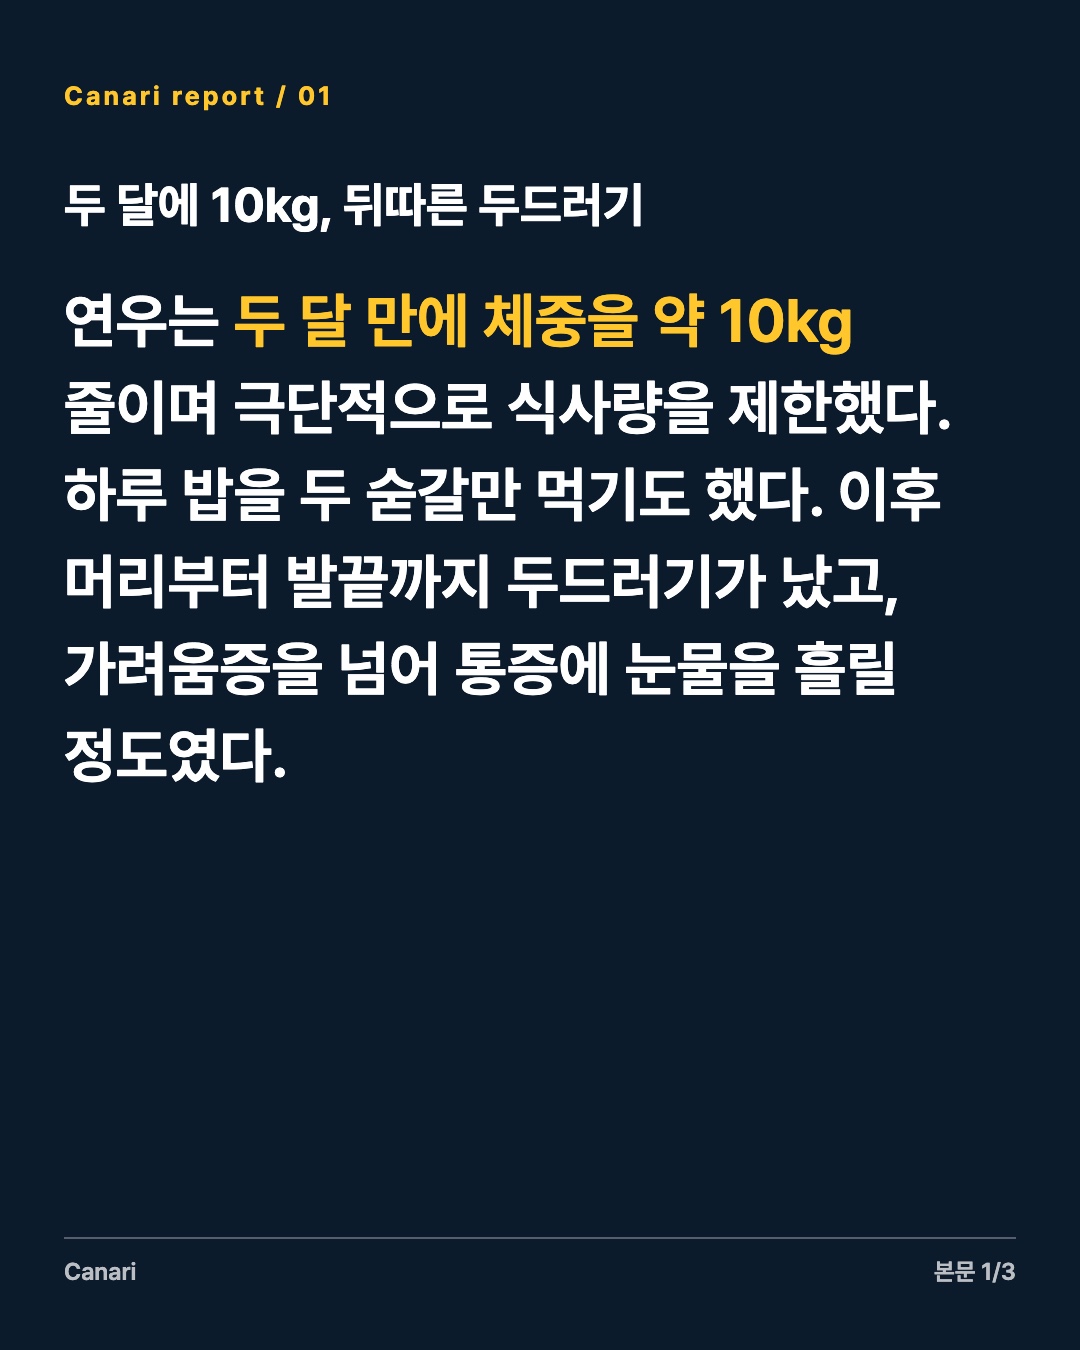 Canari report / 01
두 달에 10kg, 뒤따른 두드러기
연우는 두 달 만에 체중을 약 10kg
줄이며 극단적으로 식사량을 제한했다.
하루 밥을 두 숟갈만 먹기도 했다. 이후
머리부터 발끝까지 두드러기가 났고,
가려움증을 넘어 통증에 눈물을 흘릴
정도였다.
Canari
본문 1/3